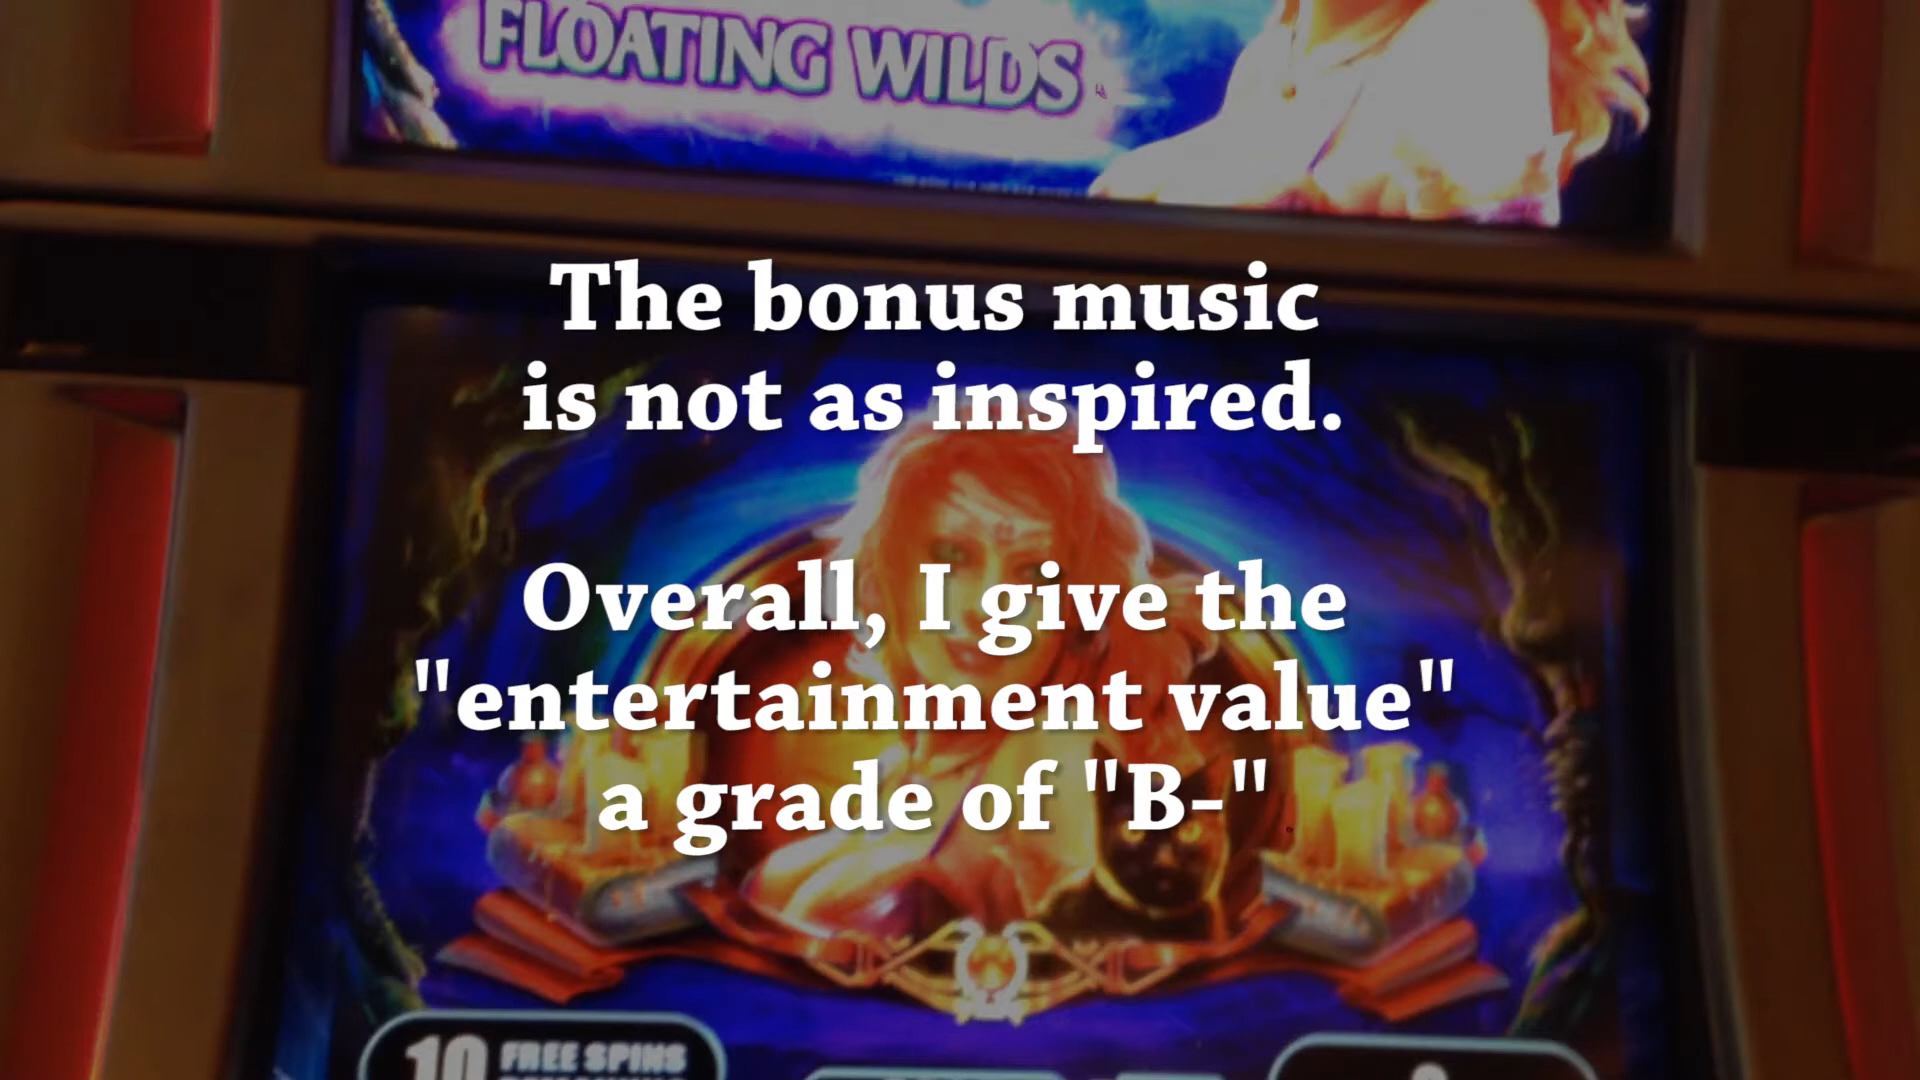 FLOATING WILDS
The bonus music
is not as inspired.
Overall, I give the
"entertainment value"
a grade of "B-"
10 FREE SPINS